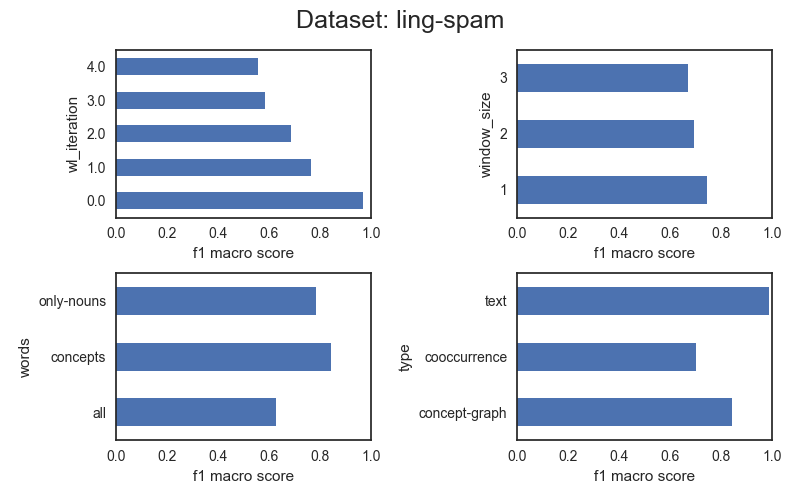 Dataset: ling-spam
wl_iteration
4.0
3.0
2.0
1.0
0.0
0.0 0.2 0.4 0.6 0.8 1.0
f1 macro score
window_size
3
2
1
0.0 0.2 0.4 0.6 0.8 1.0
f1 macro score
words
only-nouns
concepts
all
0.0 0.2 0.4 0.6 0.8 1.0
f1 macro score
type
text
cooccurrence
concept-graph
0.0 0.2 0.4 0.6 0.8 1.0
f1 macro score